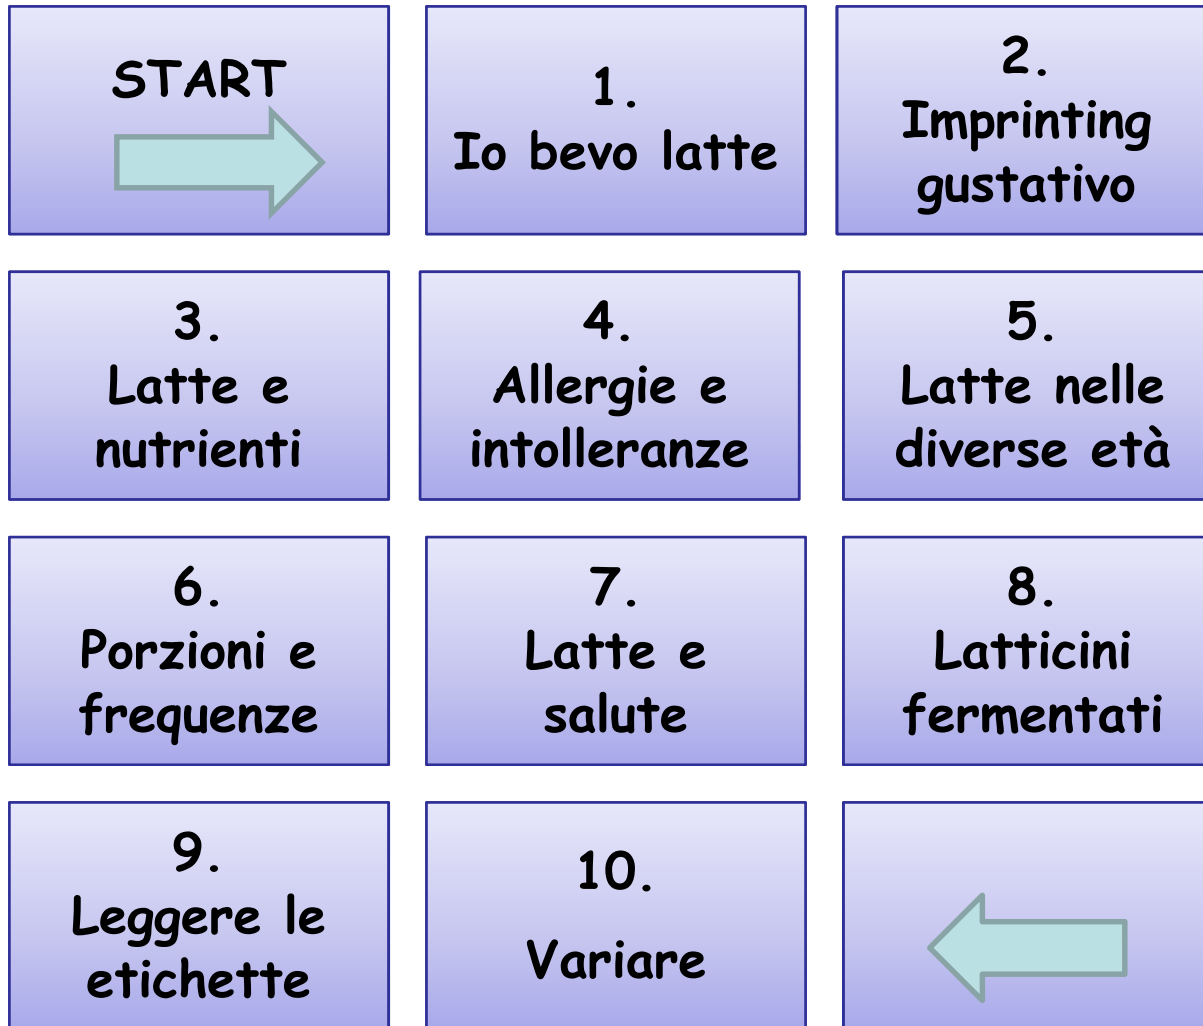 START
1.
Io bevo latte
2.
Imprinting
gustativo
3.
Latte e
nutrienti
4.
Allergie e
intolleranze
5.
Latte nelle
diverse età
6.
Porzioni e
frequenze
7.
Latte e
salute
8.
Latticini
fermentati
9.
Leggere le
etichette
10.
Variare